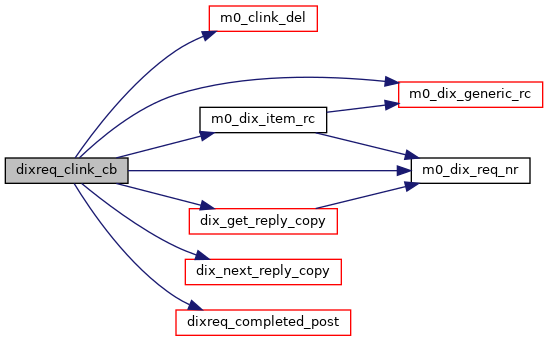 m0_clink_del
m0_dix_generic_rc
m0_dix_item_rc
dixreq_clink_cb
m0_dix_req_nr
dix_get_reply_copy
dix_next_reply_copy
dixreq_completed_post